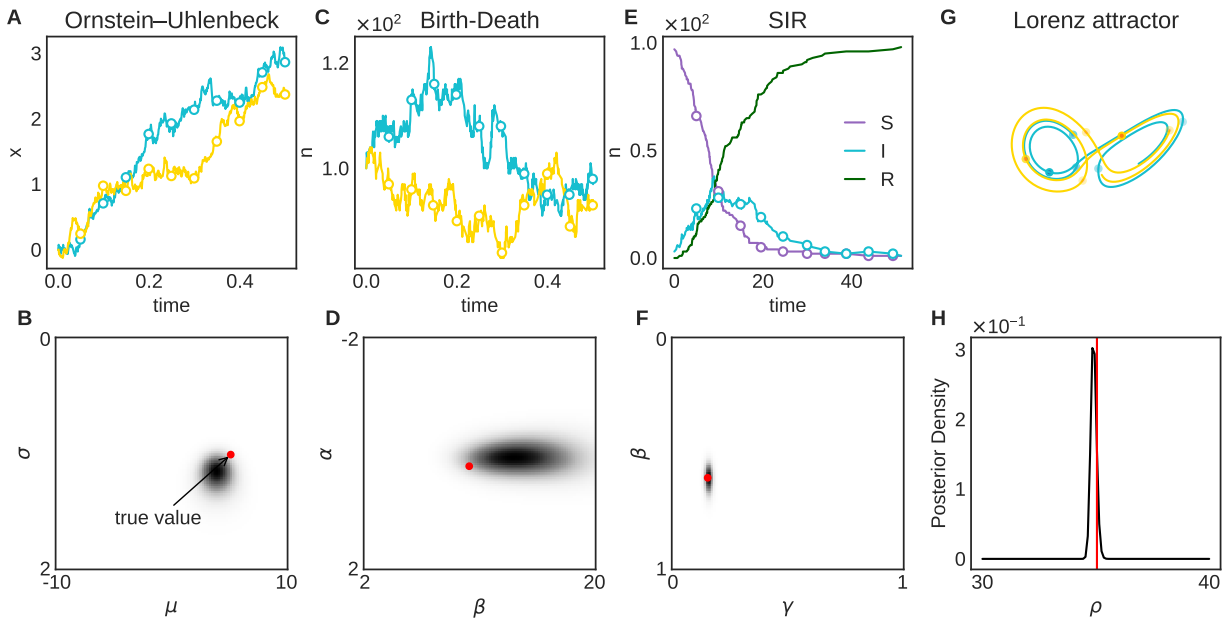 A Ornstein–Uhlenbeck
3
2
1
0
x
0.0 0.2 0.4
time
C ×10² Birth-Death
1.2
1.0
n
0.0 0.2 0.4
time
E ×10² SIR
1.0
0.5
0.0
n
S
I
R
0 20 40
time
G Lorenz attractor
B
0
σ
2
true value
-10 10
μ
D
-2
α
2
2 20
β
F
0
β
1
0 1
γ
H ×10⁻¹
3
2
1
0
Posterior Density
30 40
ρ